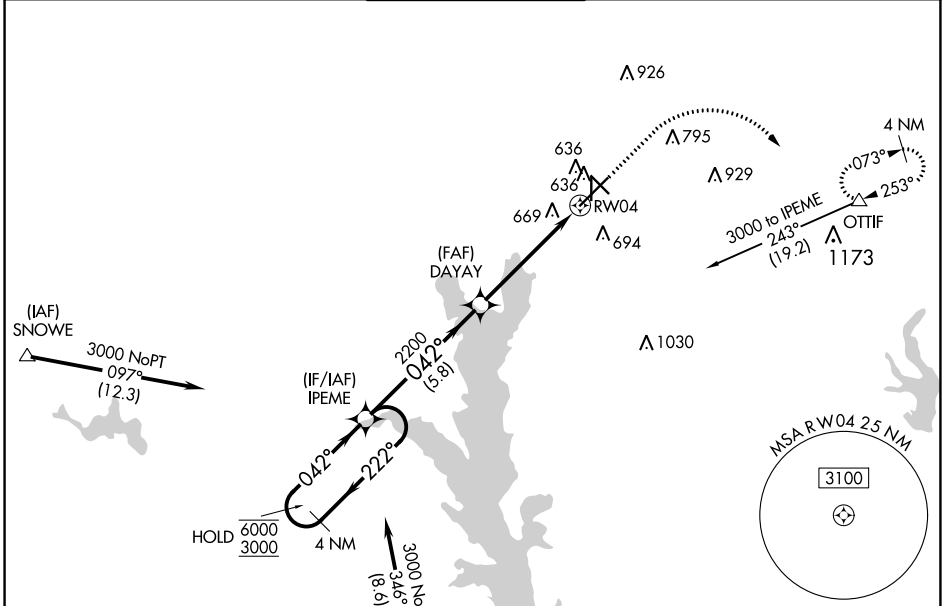 926
795
4 NM
073°
253°
929
636
636
RW04
669
694
OTTIF
3000 to IPEME
243°
(19.2)
1173
(FAF)
DAYAY
(IAF)
SNOWE
3000 NoPT
097°
(12.3)
2200
042°
(5.8)
1030
(IF/IAF)
IPEME
042°
222°
HOLD
6000
3000
4 NM
346°
(8.6)
MSA RW04 25 NM
3100